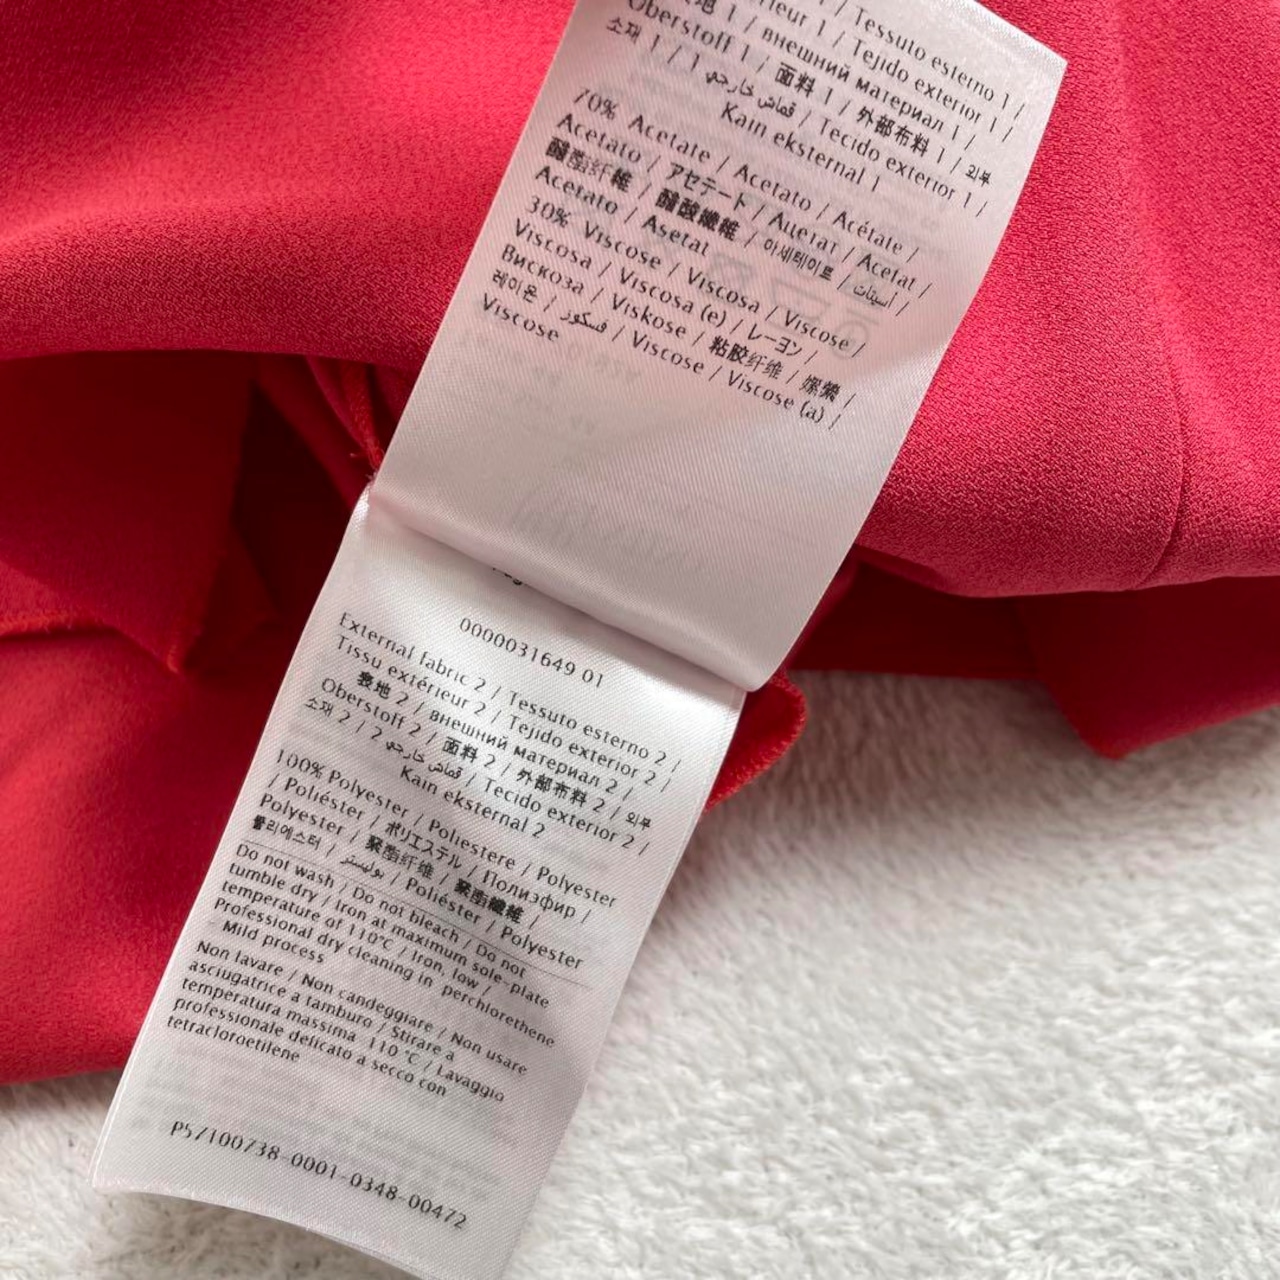 / Tessuto esterno 1 /
rieur 1 / Tejido exterior 1 /
地 1 / внешний материал 1 /
Oberstoff 1 / 面料 1 / 外部布料 1 / 외부
소재 1 / قماش خارجي 1 / Tecido exterior 1 /
Kain eksternal 1
70% Acetate / Acetato / Acétate /
Acetato / アセテート / Ацетат / Acetat /
醋酯纤维 / 醋酸纖維 / 아세테이트 / أسيتات /
Acetato / Asetat
30% Viscose / Viscosa / Viscose /
Viscosa / Viscosa (e) / レーヨン /
Вискоза / Viskose / 粘胶纤维 / 嫘縈 /
레이온 / فسكوز / Viscose / Viscose (a) /
Viscose
0000031649 01
External fabric 2 / Tessuto esterno 2 /
Tissu extérieur 2 / Tejido exterior 2 /
表地 2 / внешний материал 2 /
Oberstoff 2 / 面料 2 / 外部布料 2 / 외부
소재 2 / قماش خارجي 2 / Tecido exterior 2 /
Kain eksternal 2
100% Polyester / Poliestere / Polyester
/ Poliéster / ポリエステル / Полиэфир /
Polyester / 聚酯纤维 / 聚酯纖維 /
폴리에스터 / بوليستر / Poliéster / Polyester
Do not wash / Do not bleach / Do not
tumble dry / Iron at maximum sole-plate
temperature of 110°C / Iron, low /
Professional dry cleaning in perchlorethene
Mild process
Non lavare / Non candeggiare / Non usare
asciugatrice a tamburo / Stirare a
temperatura massima 110 °C / Lavaggio
professionale delicato a secco con
tetracloroetilene
P57100738-0001-0348-00472